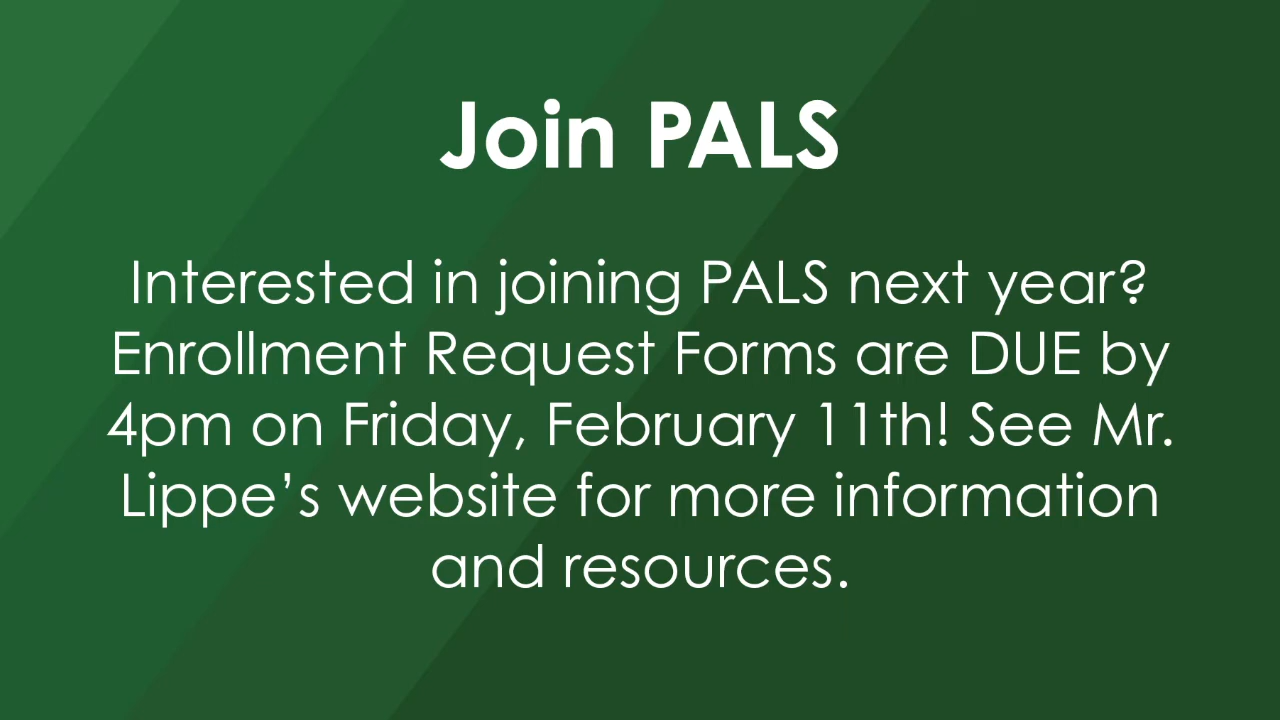 Join PALS
Interested in joining PALS next year?
Enrollment Request Forms are DUE by
4pm on Friday, February 11th! See Mr.
Lippe’s website for more information
and resources.